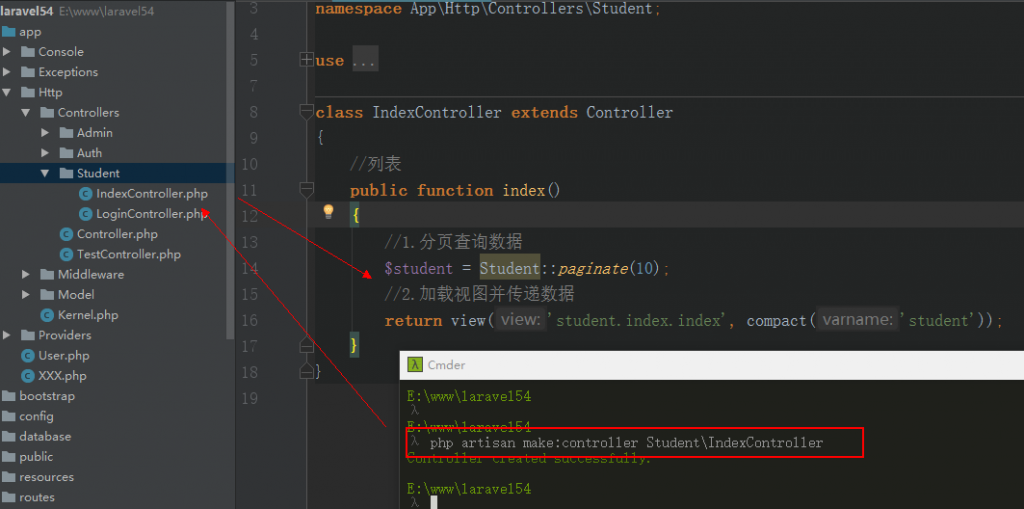 laravel54 E:\www\laravel54
app
Console
Exceptions
Http
Controllers
Admin
Auth
Student
IndexController.php
LoginController.php
Controller.php
TestController.php
Middleware
Model
Kernel.php
Providers
User.php
XXX.php
bootstrap
config
database
public
resources
routes
3 namespace App\Http\Controllers\Student;
4
5 use ...
7
8 class IndexController extends Controller
9 {
10 //列表
11 public function index()
12 {
13 //1.分页查询数据
14 $student = Student::paginate(10);
15 //2.加载视图并传递数据
16 return view( view: 'student.index.index', compact( varname: 'student'));
17 }
18 }
19
λ Cmder
E:\www\laravel54
λ
E:\www\laravel54
λ php artisan make:controller Student\IndexController
Controller created successfully.
E:\www\laravel54
λ